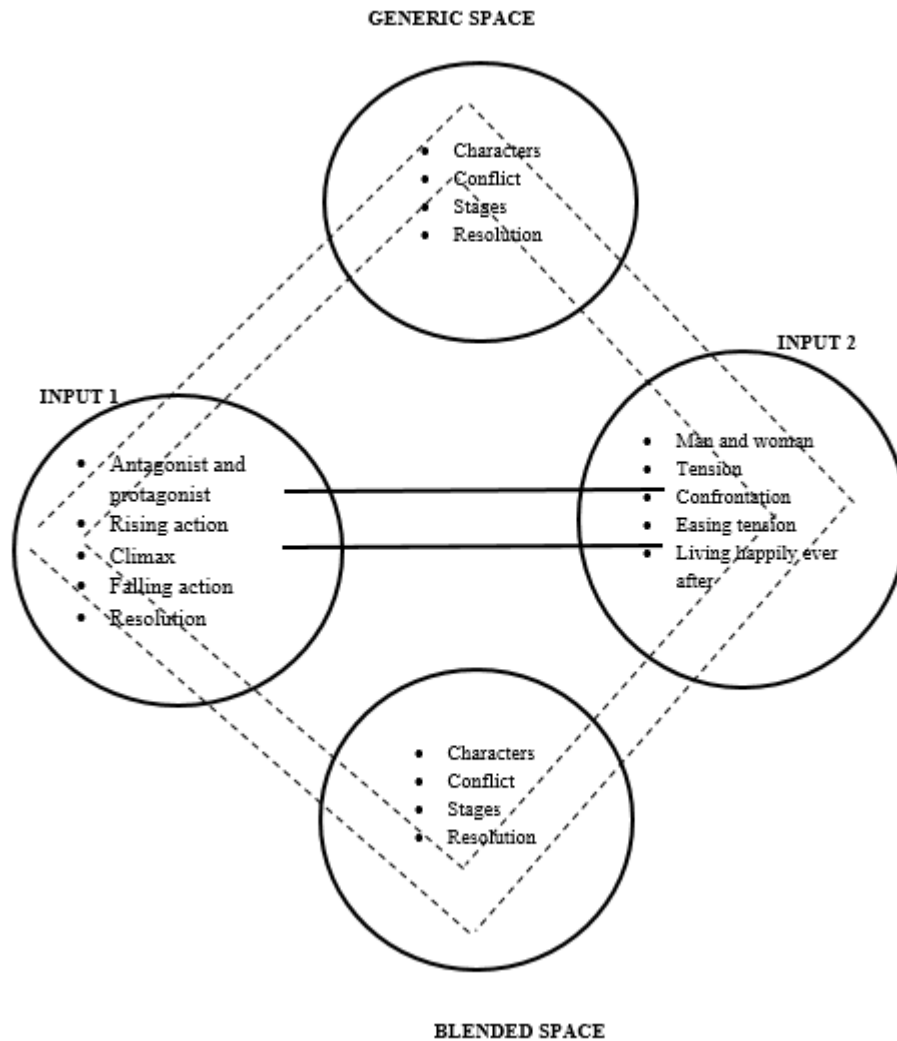 GENERIC SPACE
• Characters
• Conflict
• Stages
• Resolution
INPUT 1
• Antagonist and
protagonist
• Rising action
• Climax
• Falling action
• Resolution
INPUT 2
• Man and woman
• Tension
• Confrontation
• Easing tension
• Living happily ever
after
• Characters
• Conflict
• Stages
• Resolution
BLENDED SPACE